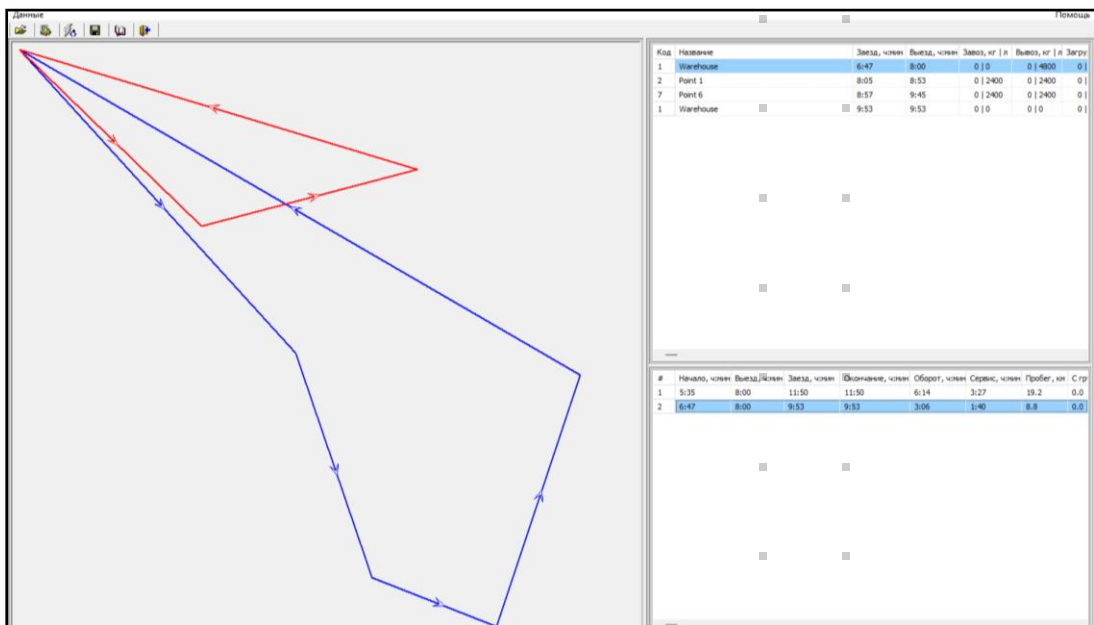 Данные Помощь
Код Название Заезд, ч:мин Выезд, ч:мин Завоз, кг | л Вывоз, кг | л Загру
1 Warehouse 6:47 8:00 0 | 0 0 | 4800 0 |
2 Point 1 8:05 8:53 0 | 2400 0 | 2400 0 |
7 Point 6 8:57 9:45 0 | 2400 0 | 2400 0 |
1 Warehouse 9:53 9:53 0 | 0 0 | 0 0 |
# Начало, ч:мин Выезд, ч:мин Заезд, ч:мин Окончание, ч:мин Оборот, ч:мин Сервис, ч:мин Пробег, км С гр
1 5:35 8:00 11:50 11:50 6:14 3:27 19.2 0.0
2 6:47 8:00 9:53 9:53 3:06 1:40 8.8 0.0